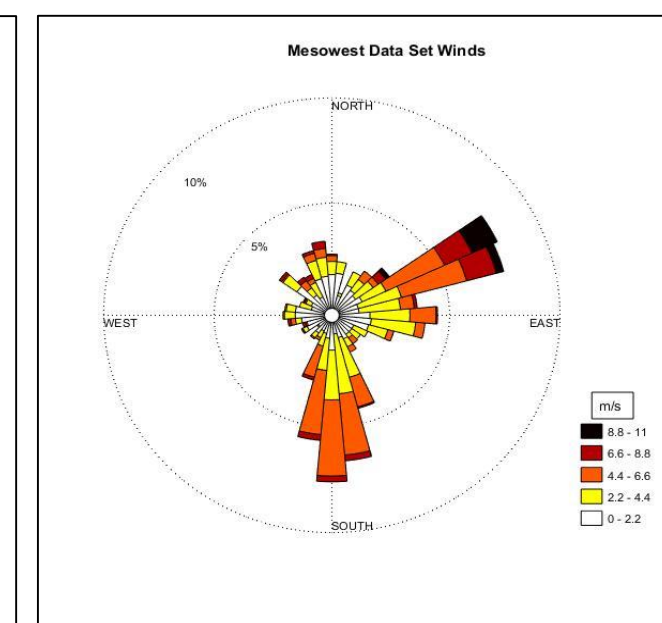 Mesowest Data Set Winds
NORTH
10%
5%
WEST
EAST
SOUTH
m/s
8.8 - 11
6.6 - 8.8
4.4 - 6.6
2.2 - 4.4
0 - 2.2